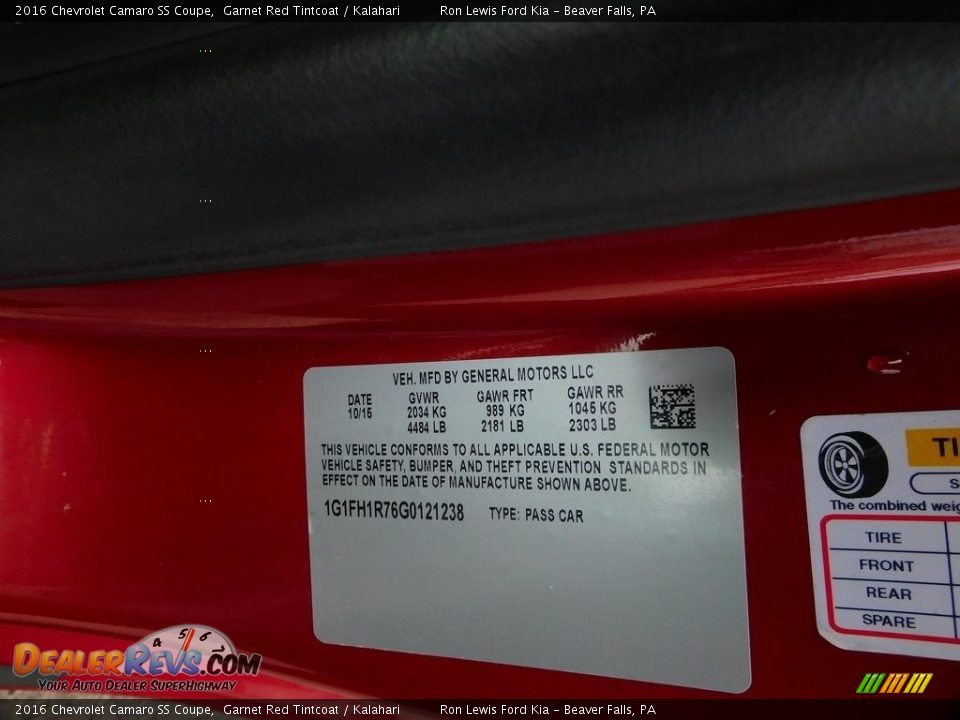 2016 Chevrolet Camaro SS Coupe, Garnet Red Tintcoat / Kalahari Ron Lewis Ford Kia - Beaver Falls, PA
VEH. MFD BY GENERAL MOTORS LLC
DATE GVWR GAWR FRT GAWR RR
10/15 2034 KG 989 KG 1045 KG
4484 LB 2181 LB 2303 LB
THIS VEHICLE CONFORMS TO ALL APPLICABLE U.S. FEDERAL MOTOR
VEHICLE SAFETY, BUMPER, AND THEFT PREVENTION STANDARDS IN
EFFECT ON THE DATE OF MANUFACTURE SHOWN ABOVE.
1G1FH1R76G0121238 TYPE: PASS CAR
TI
S
The combined weig
TIRE
FRONT
REAR
SPARE
4 5 6
DEALERREVS.COM
YOUR AUTO DEALER SUPERHIGHWAY
2016 Chevrolet Camaro SS Coupe, Garnet Red Tintcoat / Kalahari Ron Lewis Ford Kia - Beaver Falls, PA